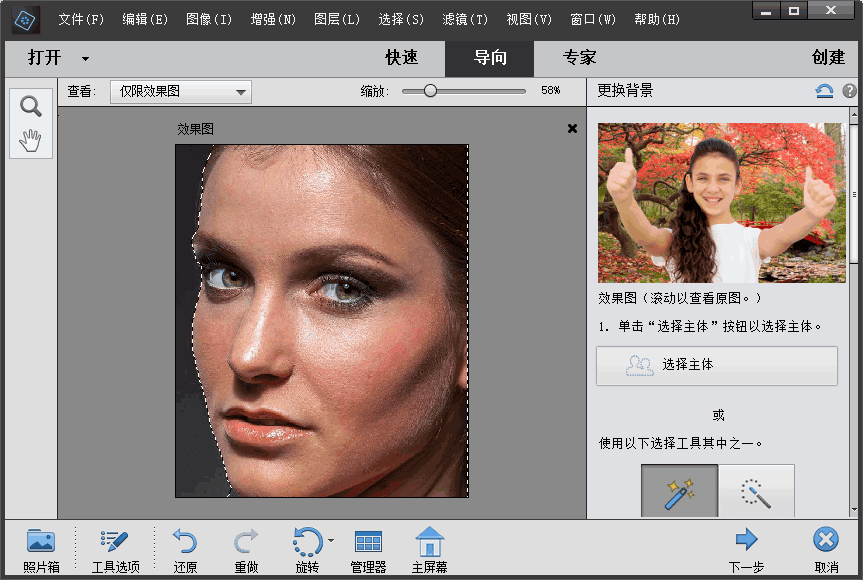 文件(F) 编辑(E) 图像(I) 增强(N) 图层(L) 选择(S) 滤镜(T) 视图(V) 窗口(W) 帮助(H)
打开 快速 导向 专家 创建
查看: 仅限效果图 缩放: 58% 更换背景
效果图
效果图(滚动以查看原图。)
1. 单击“选择主体”按钮以选择主体。
选择主体
或
使用以下选择工具其中之一。
照片箱 工具选项 还原 重做 旋转 管理器 主屏幕 下一步 取消